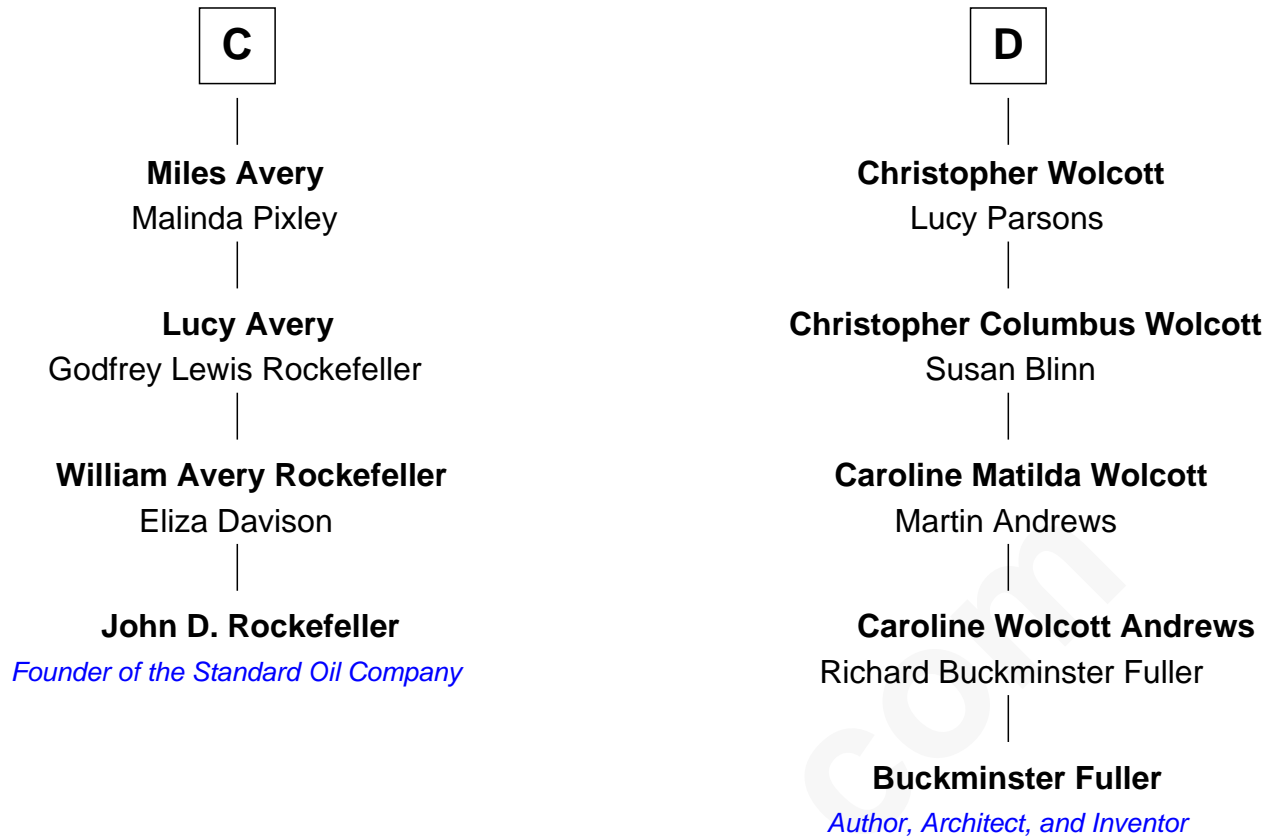 C
Miles Avery
Malinda Pixley
Lucy Avery
Godfrey Lewis Rockefeller
William Avery Rockefeller
Eliza Davison
John D. Rockefeller
Founder of the Standard Oil Company
D
Christopher Wolcott
Lucy Parsons
Christopher Columbus Wolcott
Susan Blinn
Caroline Matilda Wolcott
Martin Andrews
Caroline Wolcott Andrews
Richard Buckminster Fuller
Buckminster Fuller
Author, Architect, and Inventor
com